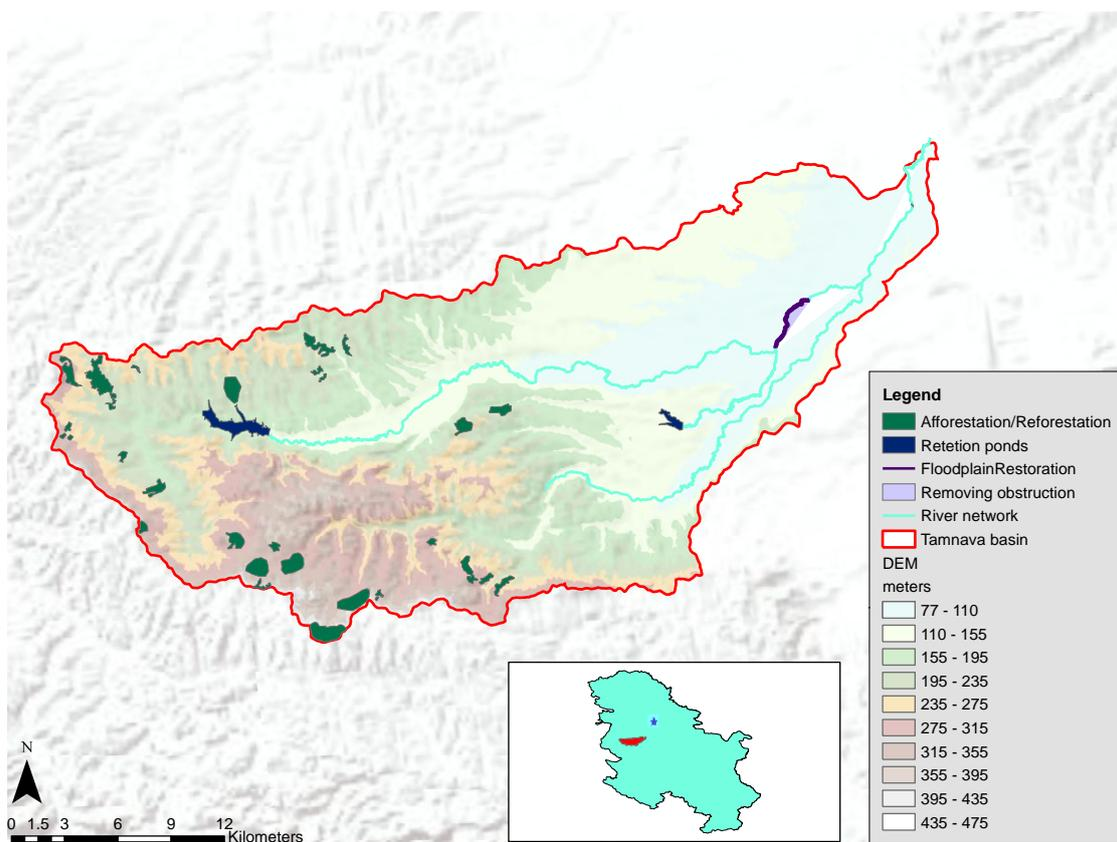 Legend
Afforestation/Reforestation
Retetion ponds
FloodplainRestoration
Removing obstruction
River network
Tamnava basin
DEM
meters
77 - 110
110 - 155
155 - 195
195 - 235
235 - 275
275 - 315
315 - 355
355 - 395
395 - 435
435 - 475
N
0 1.5 3 6 9 12
Kilometers